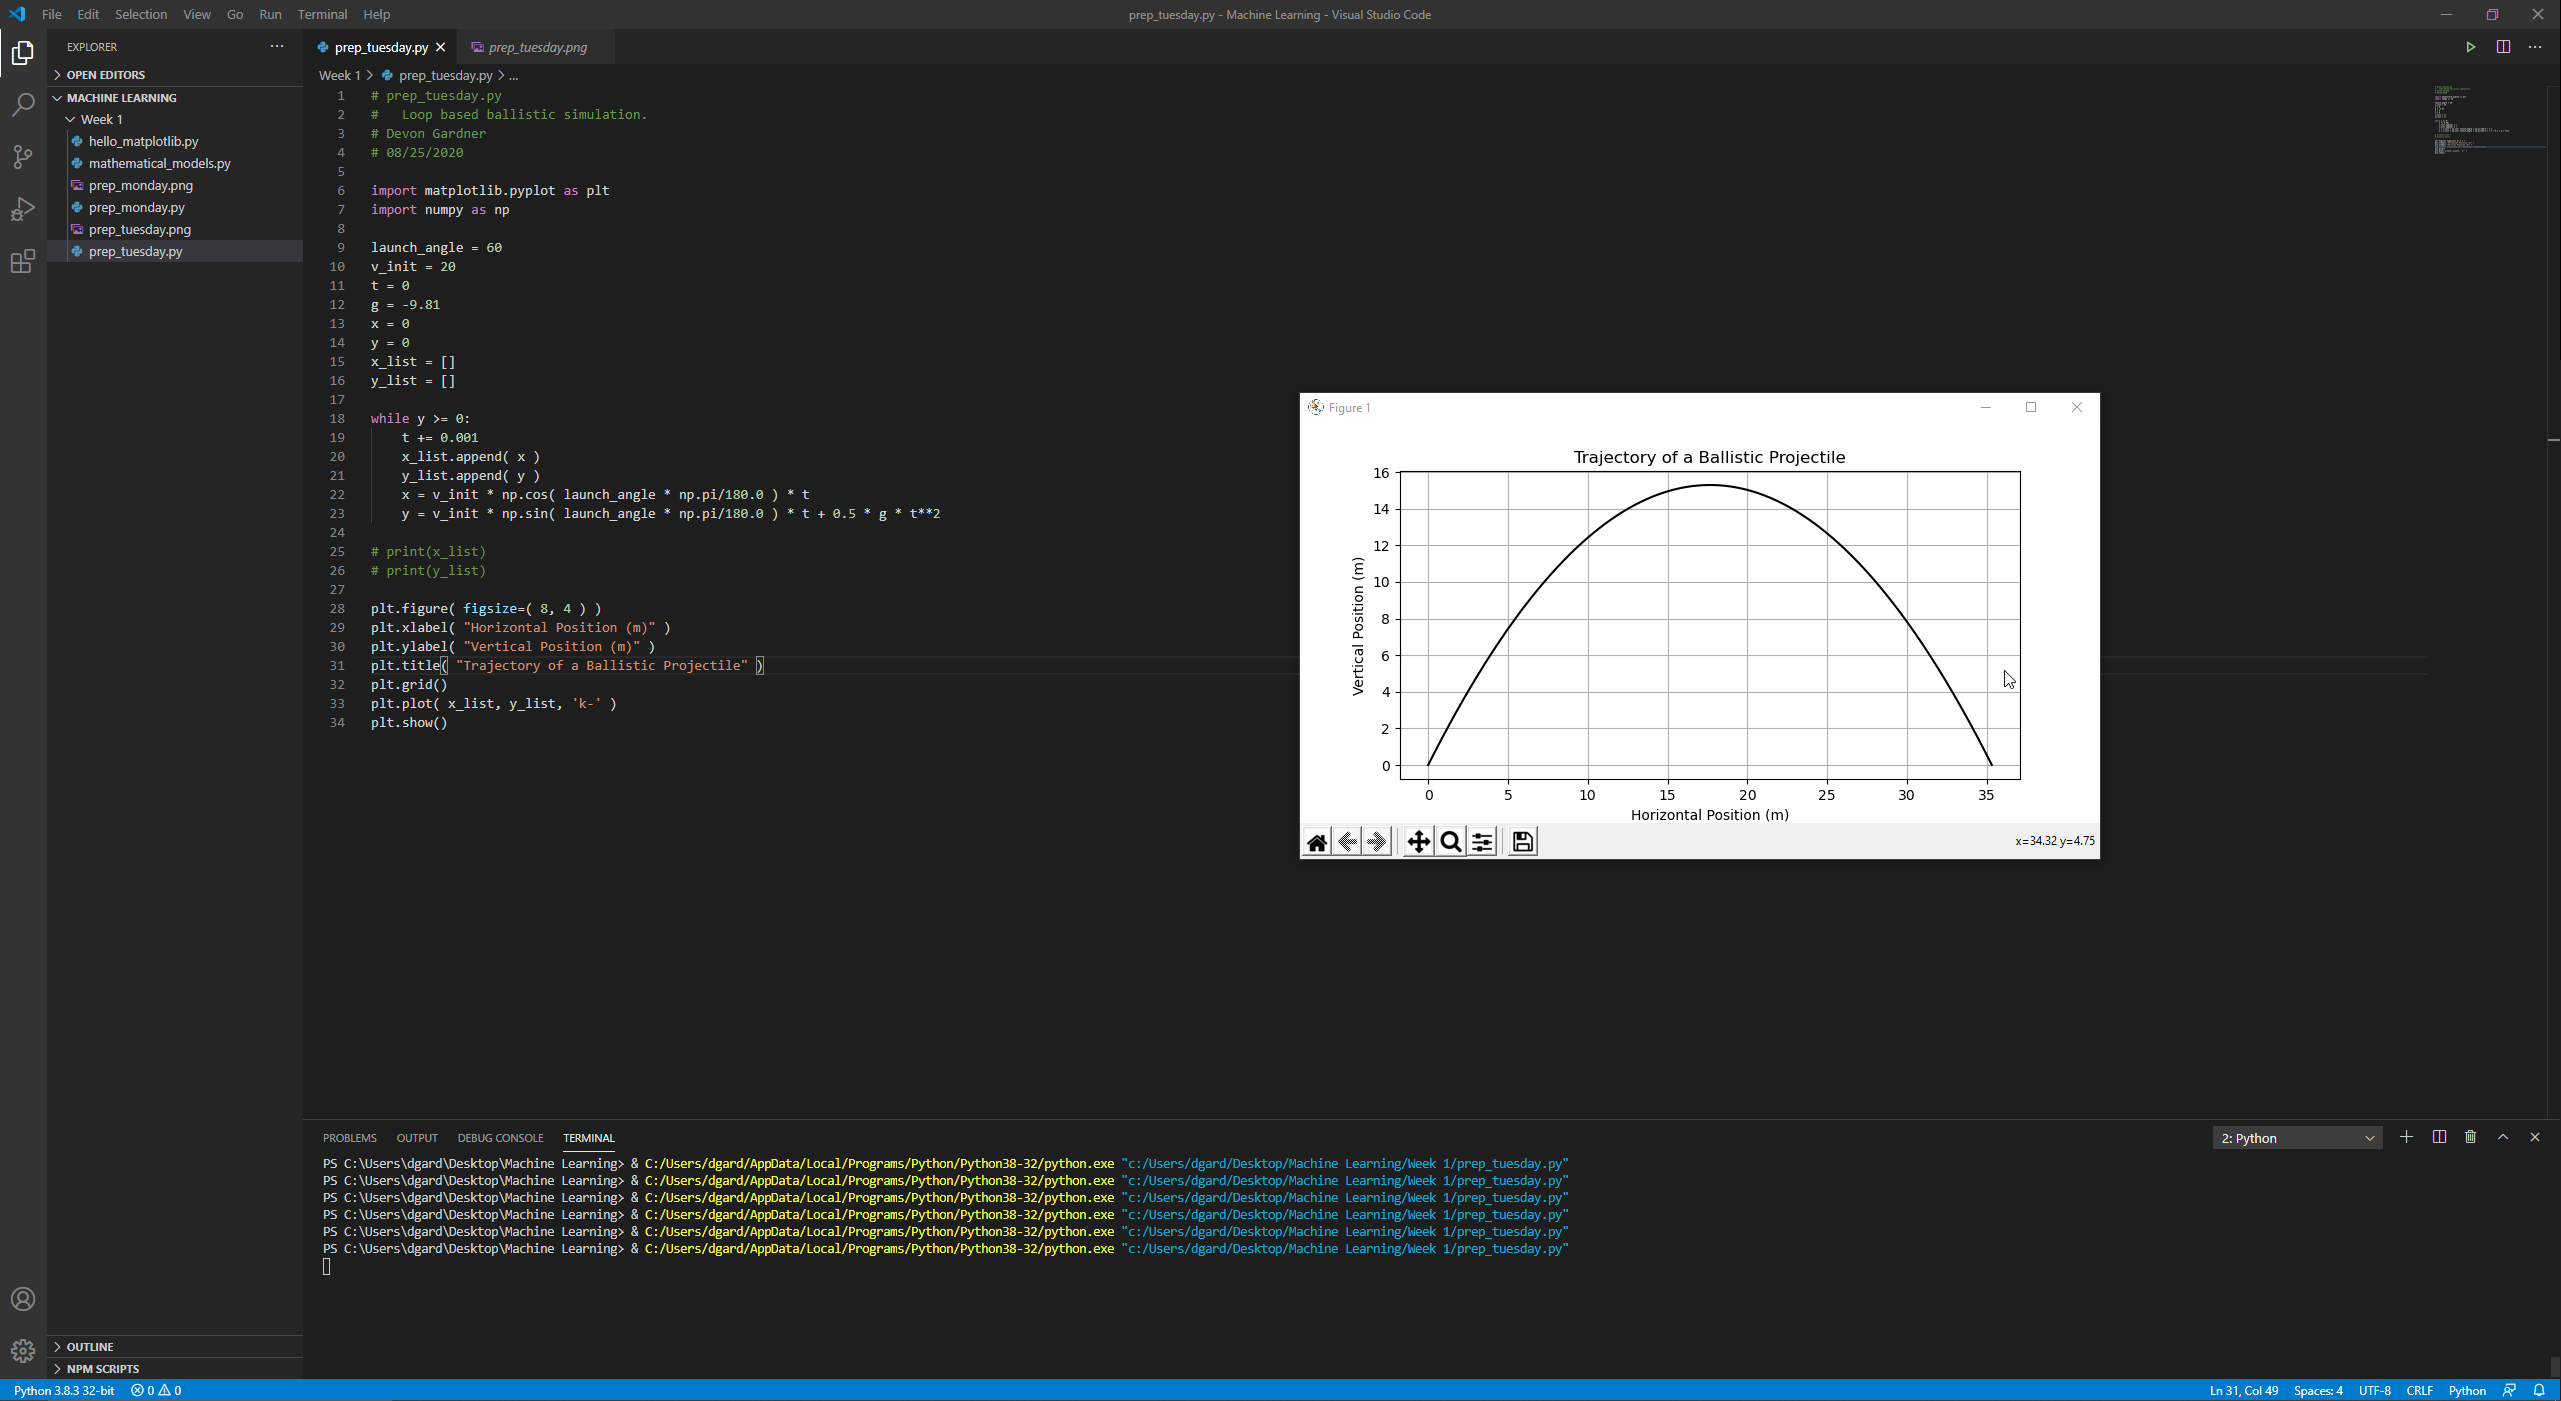 File Edit Selection View Go Run Terminal Help
prep_tuesday.py - Machine Learning - Visual Studio Code
EXPLORER
OPEN EDITORS
MACHINE LEARNING
Week 1
hello_matplotlib.py
mathematical_models.py
prep_monday.png
prep_monday.py
prep_tuesday.png
prep_tuesday.py
OUTLINE
NPM SCRIPTS
prep_tuesday.py prep_tuesday.png
Week 1 > prep_tuesday.py > ...
1 # prep_tuesday.py
2 #   Loop based ballistic simulation.
3 # Devon Gardner
4 # 08/25/2020
5
6 import matplotlib.pyplot as plt
7 import numpy as np
8
9 launch_angle = 60
10 v_init = 20
11 t = 0
12 g = -9.81
13 x = 0
14 y = 0
15 x_list = []
16 y_list = []
17
18 while y >= 0:
19     t += 0.001
20     x_list.append( x )
21     y_list.append( y )
22     x = v_init * np.cos( launch_angle * np.pi/180.0 ) * t
23     y = v_init * np.sin( launch_angle * np.pi/180.0 ) * t + 0.5 * g * t**2
24
25 # print(x_list)
26 # print(y_list)
27
28 plt.figure( figsize=( 8, 4 ) )
29 plt.xlabel( "Horizontal Position (m)" )
30 plt.ylabel( "Vertical Position (m)" )
31 plt.title( "Trajectory of a Ballistic Projectile" )
32 plt.grid()
33 plt.plot( x_list, y_list, 'k-' )
34 plt.show()
Figure 1
Trajectory of a Ballistic Projectile
16
14
12
10
8
6
4
2
0
Vertical Position (m)
0 5 10 15 20 25 30 35
Horizontal Position (m)
x=34.32 y=4.75
PROBLEMS OUTPUT DEBUG CONSOLE TERMINAL
2: Python
PS C:\Users\dgard\Desktop\Machine Learning> & C:/Users/dgard/AppData/Local/Programs/Python/Python38-32/python.exe "c:/Users/dgard/Desktop/Machine Learning/Week 1/prep_tuesday.py"
PS C:\Users\dgard\Desktop\Machine Learning> & C:/Users/dgard/AppData/Local/Programs/Python/Python38-32/python.exe "c:/Users/dgard/Desktop/Machine Learning/Week 1/prep_tuesday.py"
PS C:\Users\dgard\Desktop\Machine Learning> & C:/Users/dgard/AppData/Local/Programs/Python/Python38-32/python.exe "c:/Users/dgard/Desktop/Machine Learning/Week 1/prep_tuesday.py"
PS C:\Users\dgard\Desktop\Machine Learning> & C:/Users/dgard/AppData/Local/Programs/Python/Python38-32/python.exe "c:/Users/dgard/Desktop/Machine Learning/Week 1/prep_tuesday.py"
PS C:\Users\dgard\Desktop\Machine Learning> & C:/Users/dgard/AppData/Local/Programs/Python/Python38-32/python.exe "c:/Users/dgard/Desktop/Machine Learning/Week 1/prep_tuesday.py"
PS C:\Users\dgard\Desktop\Machine Learning> & C:/Users/dgard/AppData/Local/Programs/Python/Python38-32/python.exe "c:/Users/dgard/Desktop/Machine Learning/Week 1/prep_tuesday.py"
Python 3.8.3 32-bit 0 0
Ln 31, Col 49 Spaces: 4 UTF-8 CRLF Python